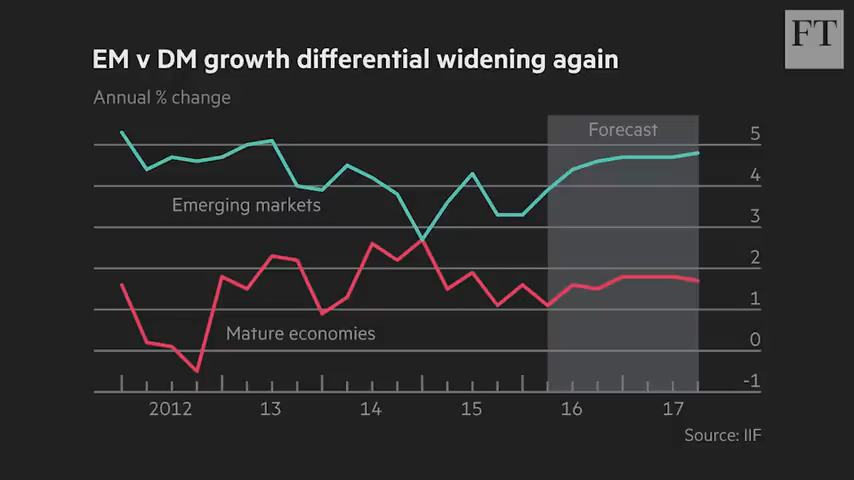 FT
EM v DM growth differential widening again
Annual % change
Forecast
5
4
Emerging markets
3
2
1
Mature economies
0
-1
2012 13 14 15 16 17
Source: IIF